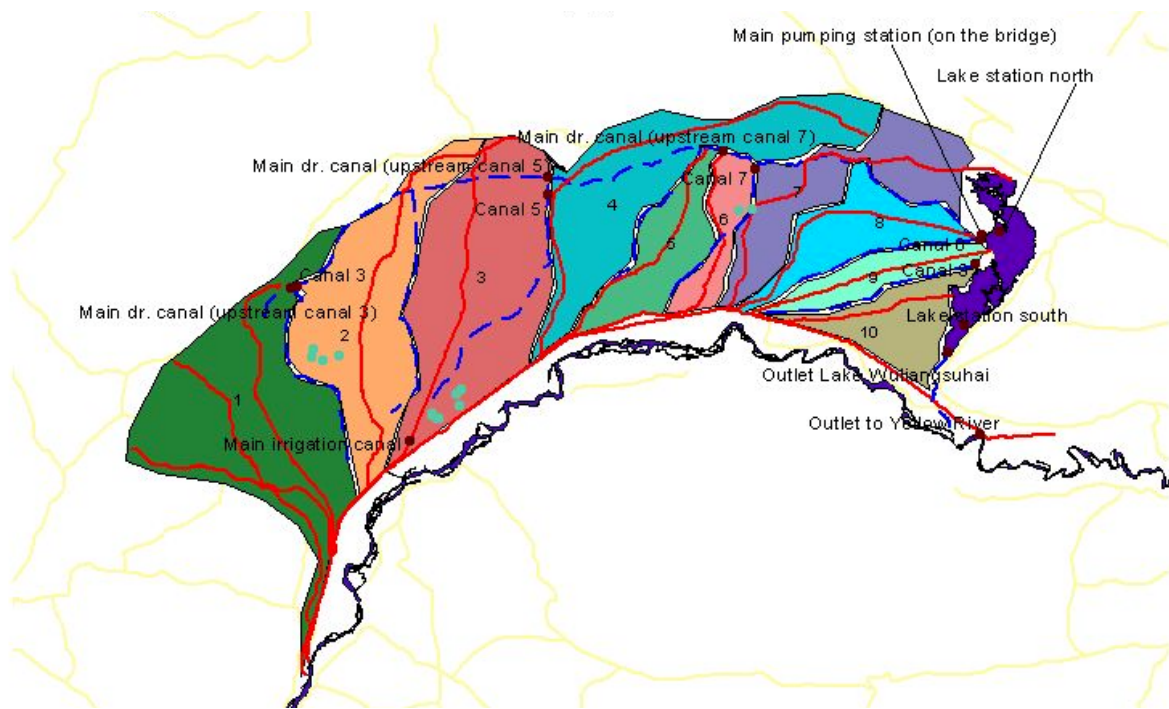 Main pumping station (on the bridge)
Lake station north
Main dr. canal (upstream canal 7)
Main dr. canal (upstream canal 5)
Canal 7
7
Canal 5
4
6
8
5
Canal 6
Canal 3
3
9
Main dr. canal (upstream canal 3)
Lake station south
2
10
Outlet Lake Wuliangsuhai
1
Outlet to Yellow River
Main irrigation canal